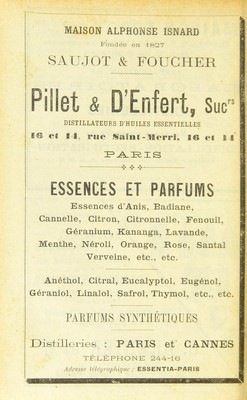 MAISON ALPHONSE ISNARD
Fondée en 1827
SAUJOT & FOUCHER
Pillet & D'Enfert, Sucrs
DISTILLATEURS D'HUILES ESSENTIELLES
16 et 14, rue Saint-Merri, 16 et 14
PARIS
ESSENCES ET PARFUMS
Essences d'Anis, Badiane,
Cannelle, Citron, Citronnelle, Fenouil,
Géranium, Kananga, Lavande,
Menthe, Néroli, Orange, Rose, Santal
Verveine, etc., etc.
Anéthol, Citral, Eucalyptol, Eugénol,
Géraniol, Linalol, Safrol, Thymol, etc., etc.
PARFUMS SYNTHÉTIQUES
Distilleries : PARIS et CANNES
TÉLÉPHONE 244-16
Adresse télégraphique : ESSENTIA-PARIS